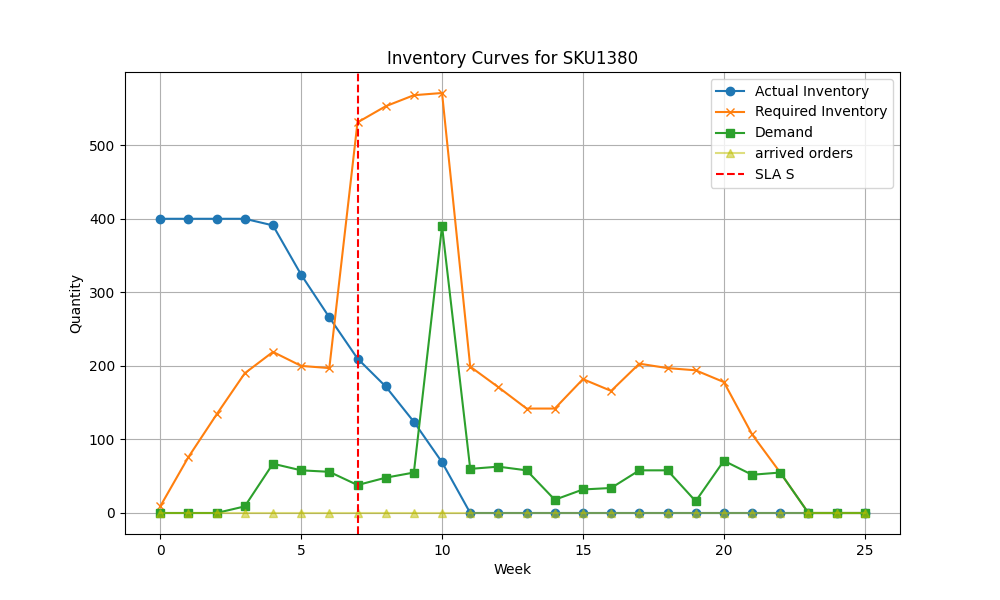 Inventory Curves for SKU1380
Actual Inventory
Required Inventory
Demand
arrived orders
SLA S
Quantity
500
400
300
200
100
0
0 5 10 15 20 25
Week